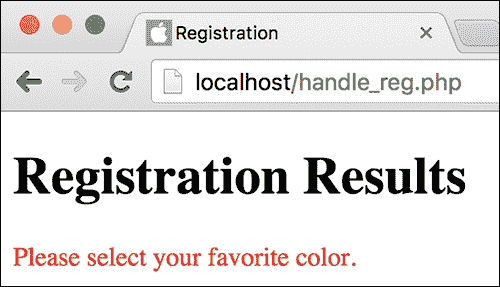 Registration
localhost/handle_reg.php
Registration Results
Please select your favorite color.